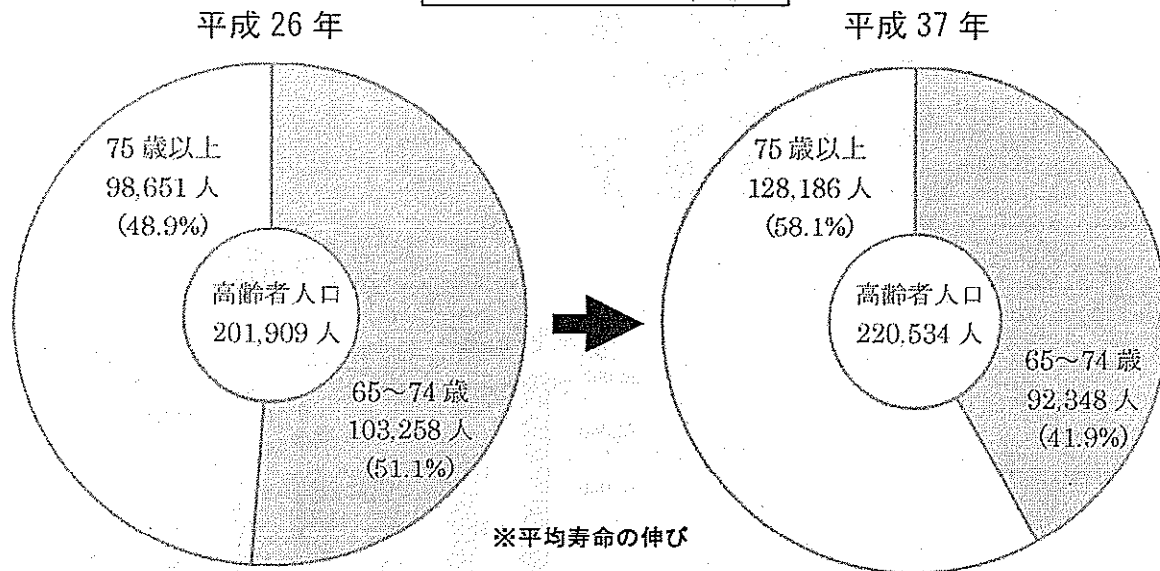 平成 26 年
75 歳以上
98,651 人
(48.9%)
高齢者人口
201,909 人
65～74 歳
103,258 人
(51.1%)
平成 37 年
75 歳以上
128,186 人
(58.1%)
高齢者人口
220,534 人
65～74 歳
92,348 人
(41.9%)
※平均寿命の伸び